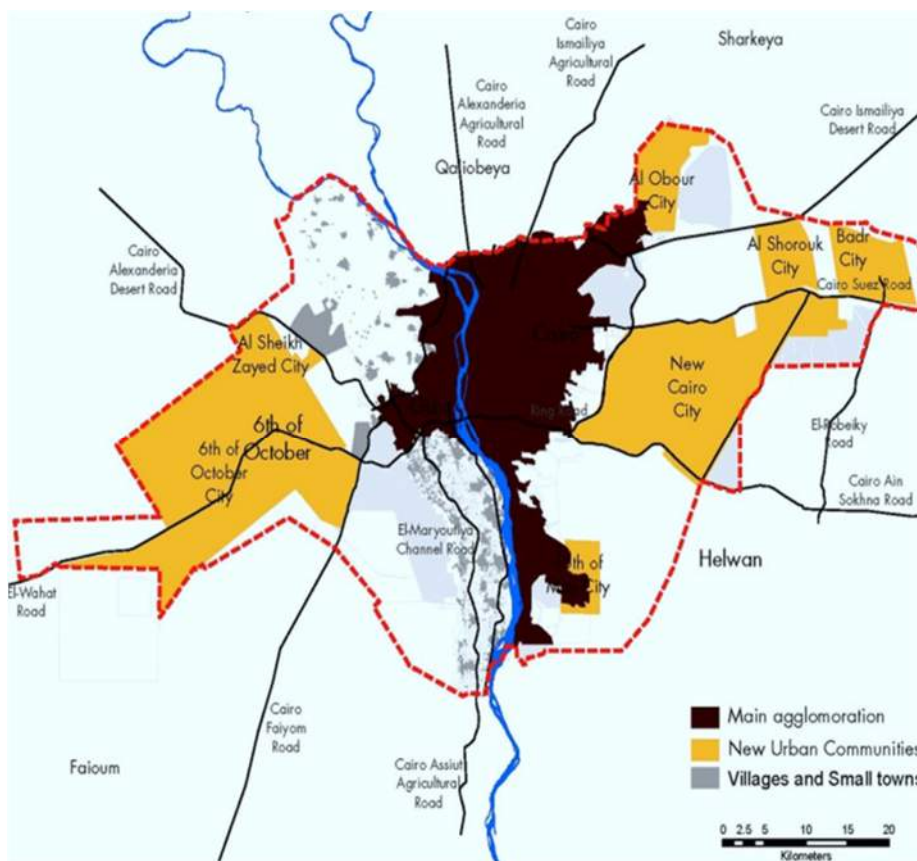 Sharkeya
Cairo
Ismailiya
Agricultural
Road
Cairo
Alexanderia
Agricultural
Road
Cairo Ismailiya
Desert Road
Qaliobeya
Al Obour
City
Al Shorouk
City
Badr
City
Cairo Suez Road
Cairo
Alexanderia
Desert Road
Al Sheikh
Zayed City
New
Cairo
City
Ring Road
6th of
October
6th of
October
City
El-Robeiky
Road
Cairo Ain
Sokhna Road
El-Maryoutiya
Channel Road
Helwan
of
City
El-Wahat
Road
Cairo
Faiyom
Road
Faioum
Cairo Assiut
Agricultural
Road
Main agglomoration
New Urban Communities
Villages and Small towns
0 2.5 5 10 15 20
Kilometers